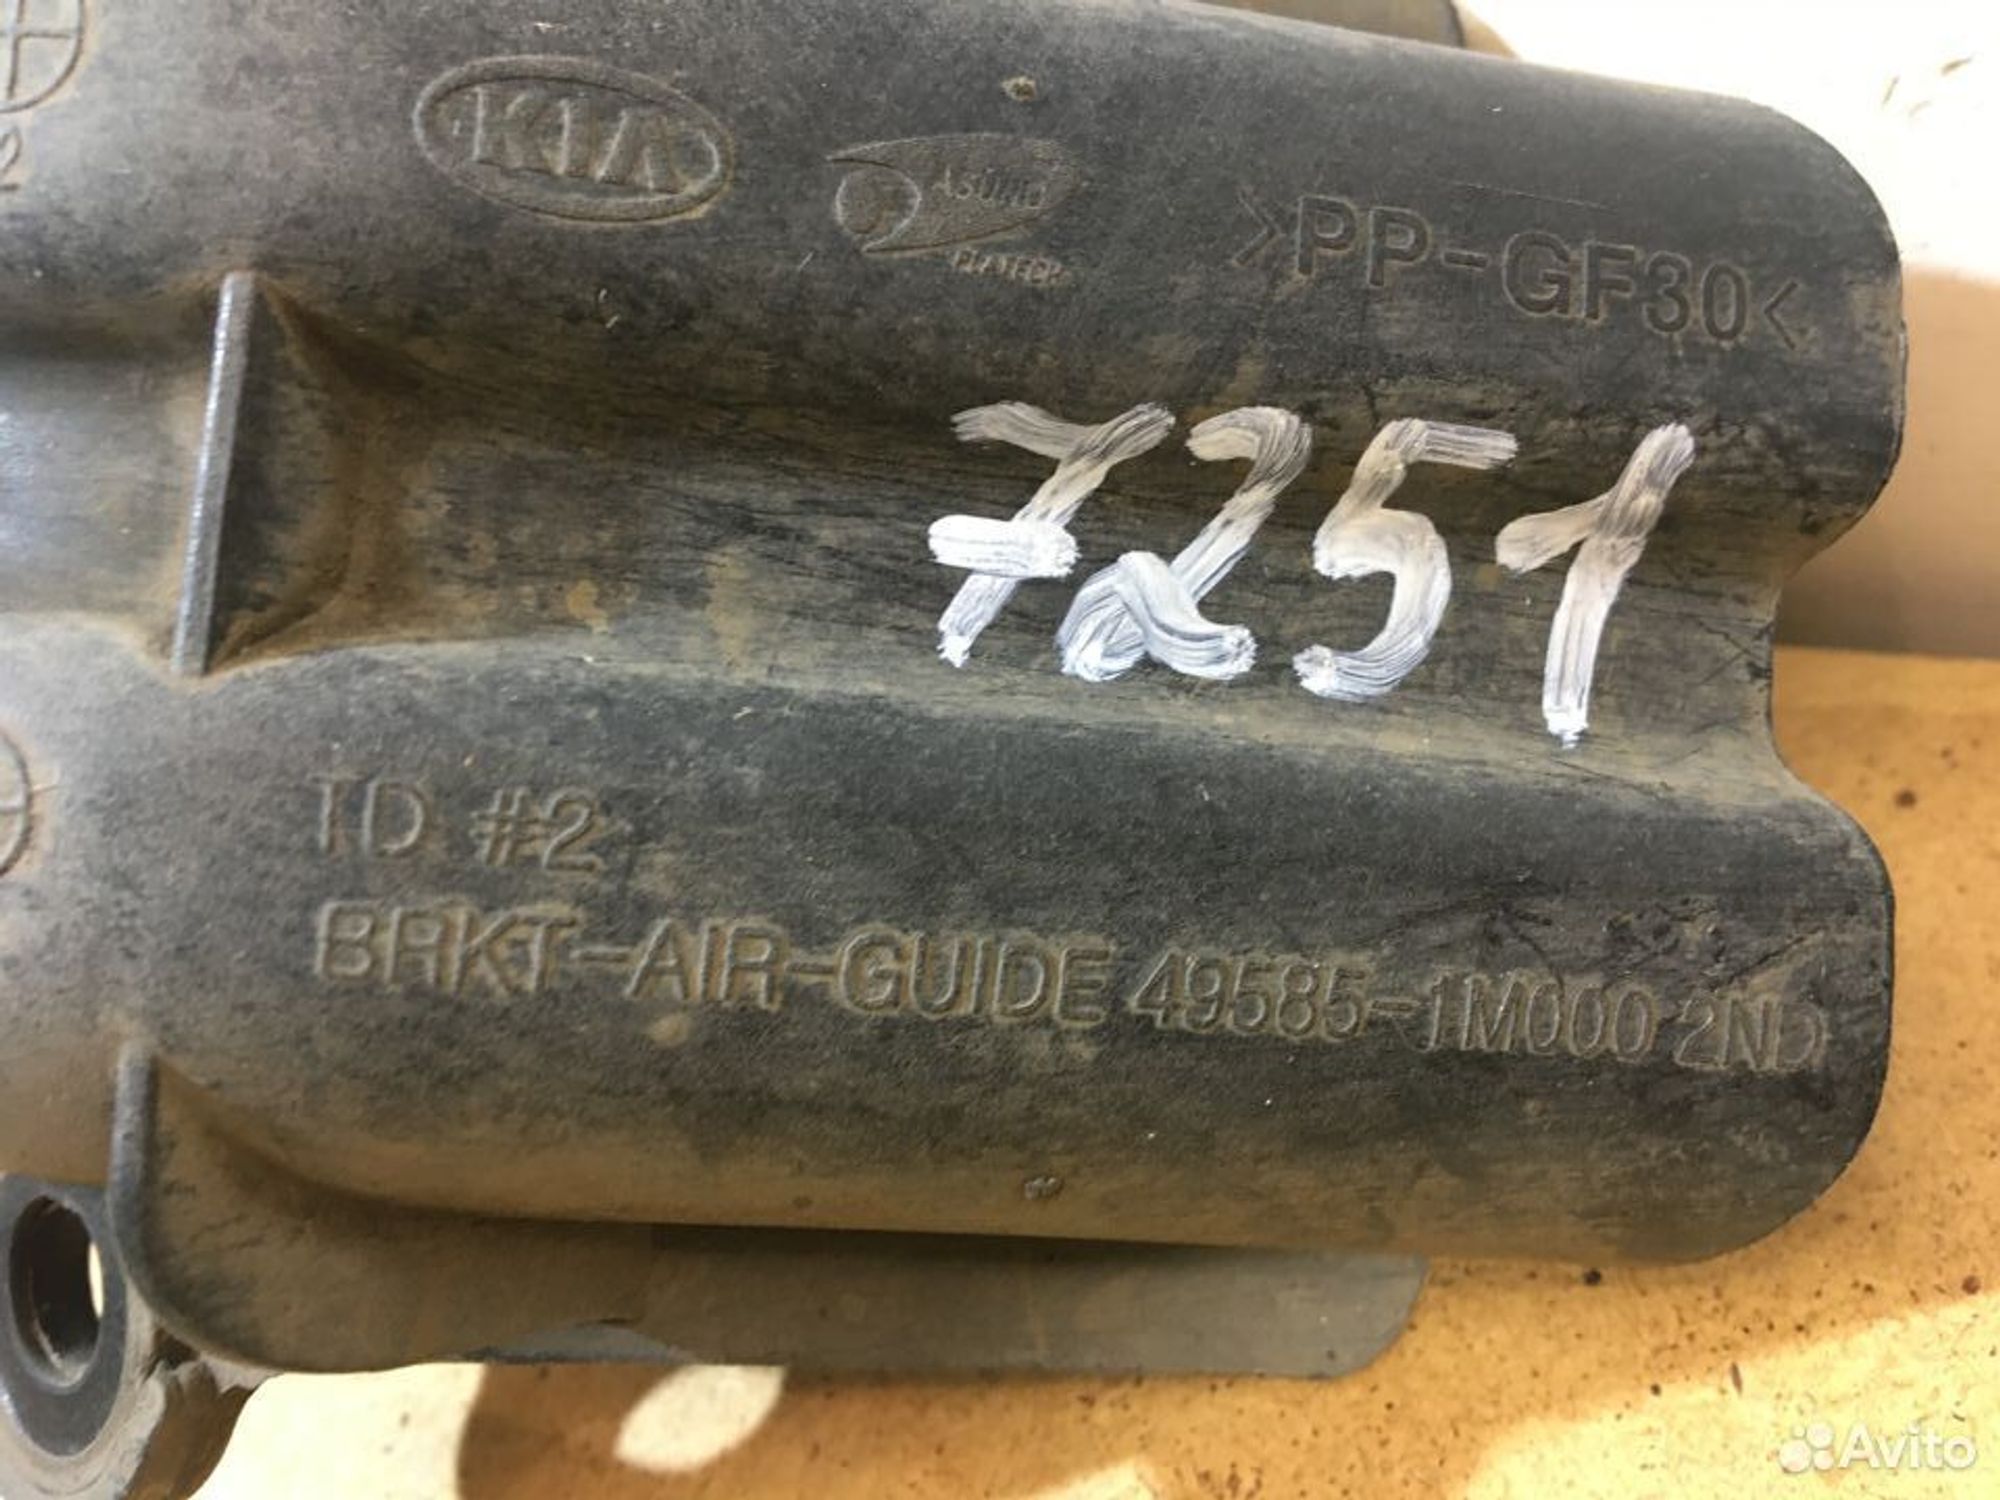 KIA
>PP-GF30<
7251
TD #2
BRKT-AIR-GUIDE 49585-1M000 2ND
Avito